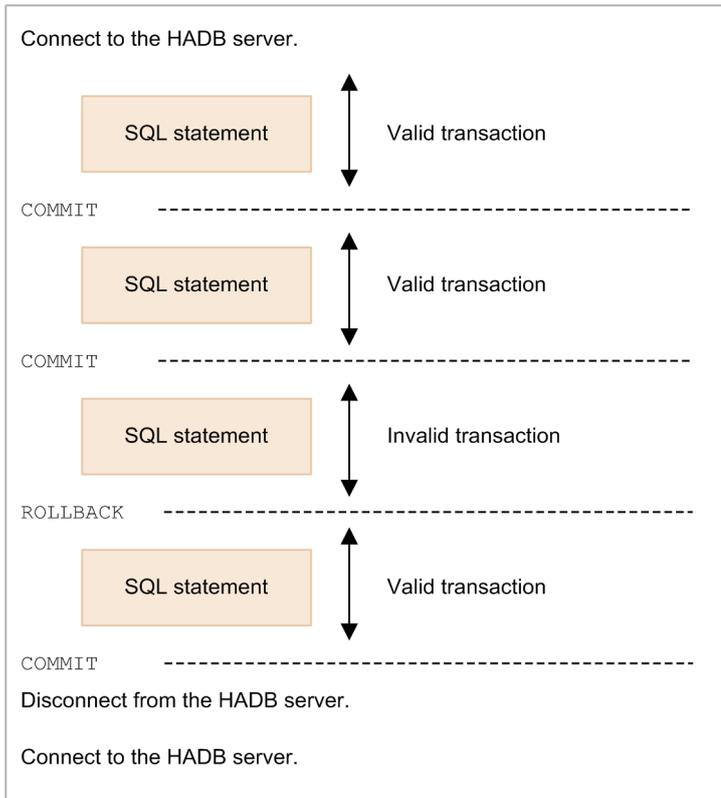 Connect to the HADB server.
SQL statement Valid transaction
COMMIT
SQL statement Valid transaction
COMMIT
SQL statement Invalid transaction
ROLLBACK
SQL statement Valid transaction
COMMIT
Disconnect from the HADB server.
Connect to the HADB server.